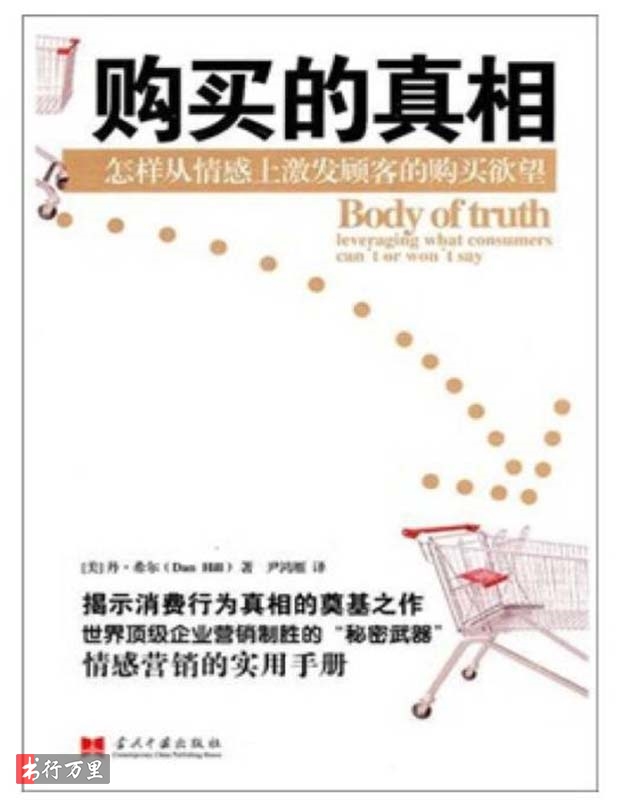 购买的真相
怎样从情感上激发顾客的购买欲望
Body of truth
leveraging what consumers
can't or won't say
[美]丹·希尔(Dan Hill)著 尹鸿雁 译
揭示消费行为真相的奠基之作
世界顶级企业营销制胜的“秘密武器”
情感营销的实用手册
当代中国出版社
Contemporary China Publishing House
书行万里